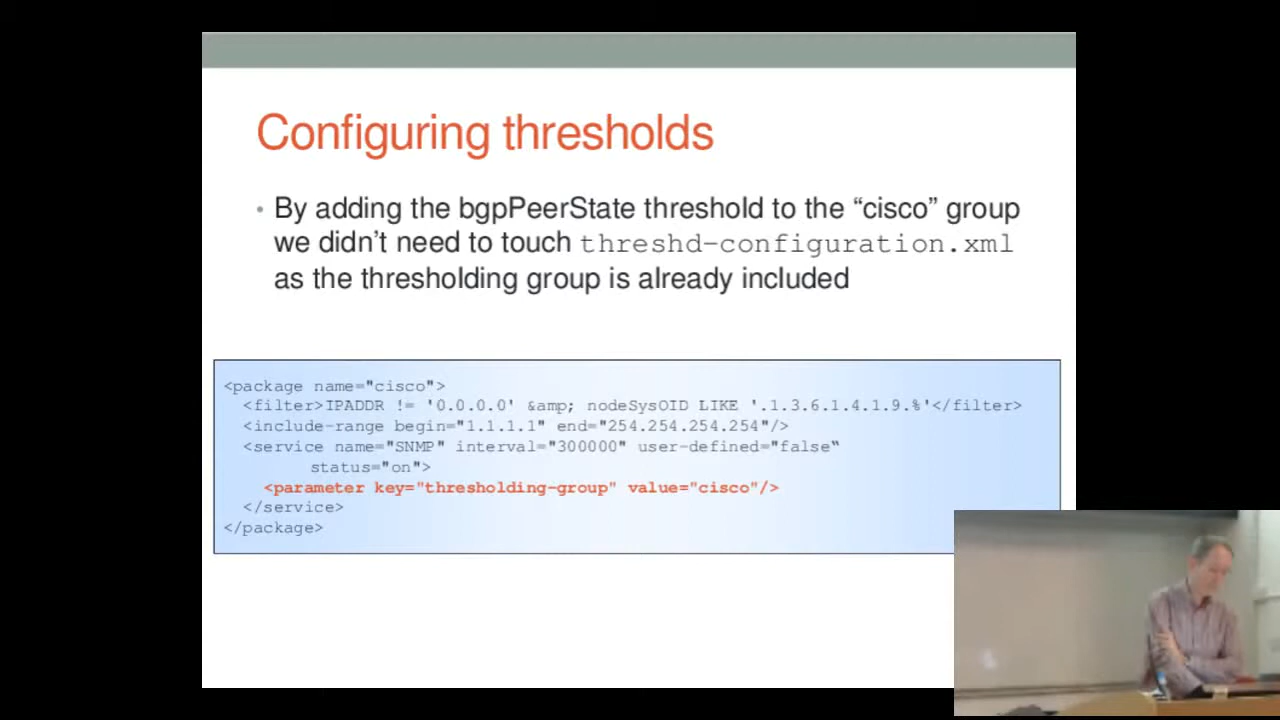 Configuring thresholds
• By adding the bgpPeerState threshold to the “cisco” group
we didn’t need to touch threshd-configuration.xml
as the thresholding group is already included
<package name="cisco">
<filter>IPADDR != '0.0.0.0' &amp; nodeSysOID LIKE '.1.3.6.1.4.1.9.%'</filter>
<include-range begin="1.1.1.1" end="254.254.254.254"/>
<service name="SNMP" interval="300000" user-defined="false“
status="on">
<parameter key="thresholding-group" value="cisco"/>
</service>
</package>